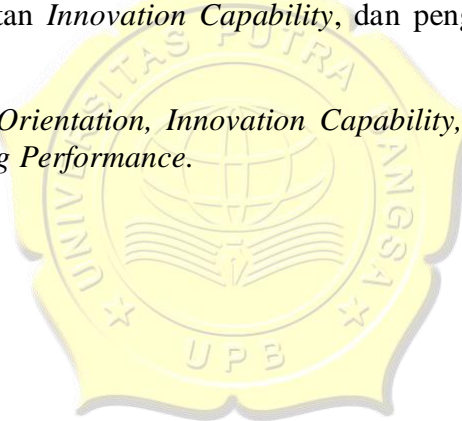 tan Innovation Capability, dan peng
Orientation, Innovation Capability,
g Performance.
UNIVERSITAS PUTRA BANGSA
UPB